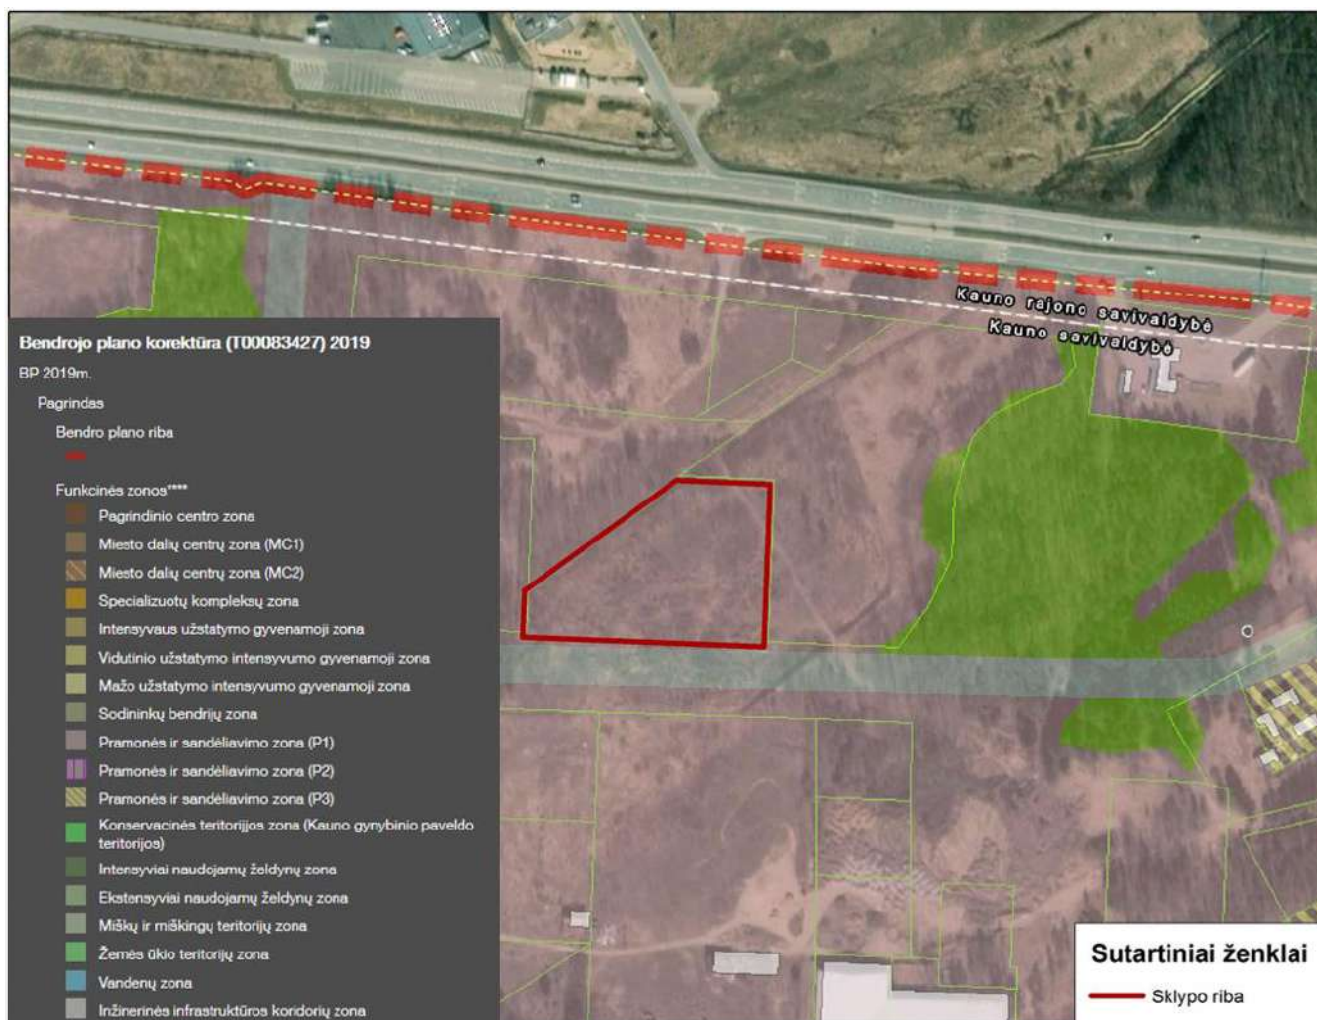 Kauno rajono savivaldybė
Kauno savivaldybė
Bendrojo plano korektūra (T00083427) 2019
BP 2019m.
Pagrindas
Bendro plano riba
Funkcinės zonos****
Pagrindinio centro zona
Miesto dalių centrų zona (MC1)
Miesto dalių centrų zona (MC2)
Specializuotų kompleksų zona
Intensyvaus užstatymo gyvenamoji zona
Vidutinio užstatymo intensyvumo gyvenamoji zona
Mažo užstatymo intensyvumo gyvenamoji zona
Sodininkų bendrijų zona
Pramonės ir sandėliavimo zona (P1)
Pramonės ir sandėliavimo zona (P2)
Pramonės ir sandėliavimo zona (P3)
Konservacinės teritorijjos zona (Kauno gynybinio paveldo
teritorijos)
Intensyviai naudojamų želdynų zona
Ekstensyviai naudojamų želdynų zona
Miškų ir miškingų teritorijų zona
Žemės ūkio teritorijų zona
Vandenų zona
Inžinerinės infrastruktūros koridorių zona
Sutartiniai ženklai
Sklypo riba